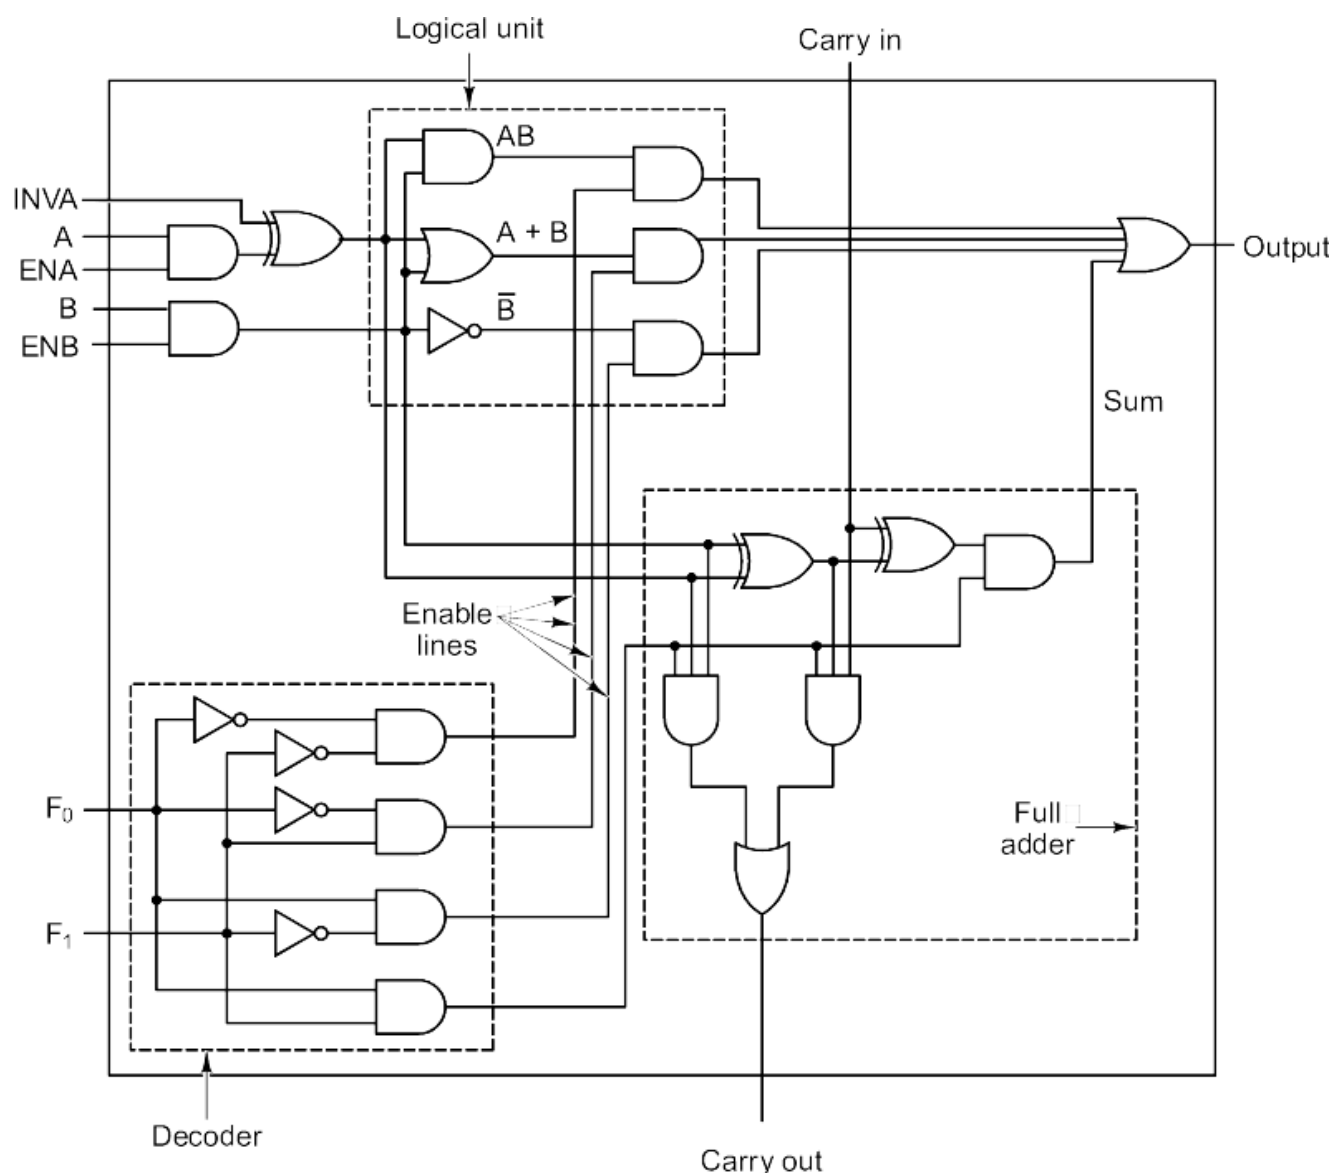 Logical unit
Carry in
AB
INVA
A
A + B
ENA
Output
B
B̅
ENB
Sum
Enable
lines
F₀
Full
adder
F₁
Decoder
Carry out